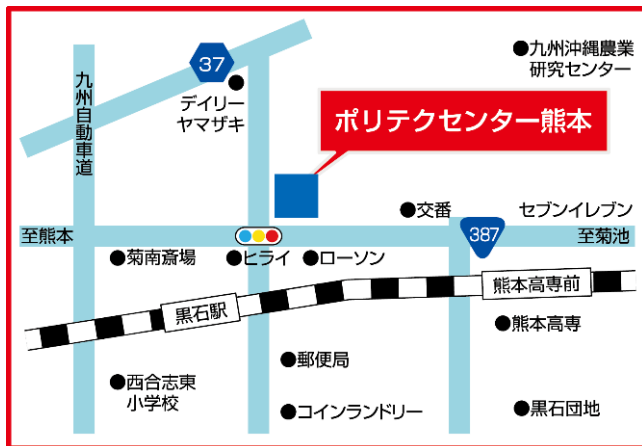 37
九州沖縄農業
研究センター
九州自動車道
デイリー
ヤマザキ
ポリテクセンター熊本
交番
セブンイレブン
至熊本
387
至菊池
菊南斎場
ヒライ
ローソン
熊本高専前
黒石駅
熊本高専
郵便局
西合志東
小学校
コインランドリー
黒石団地